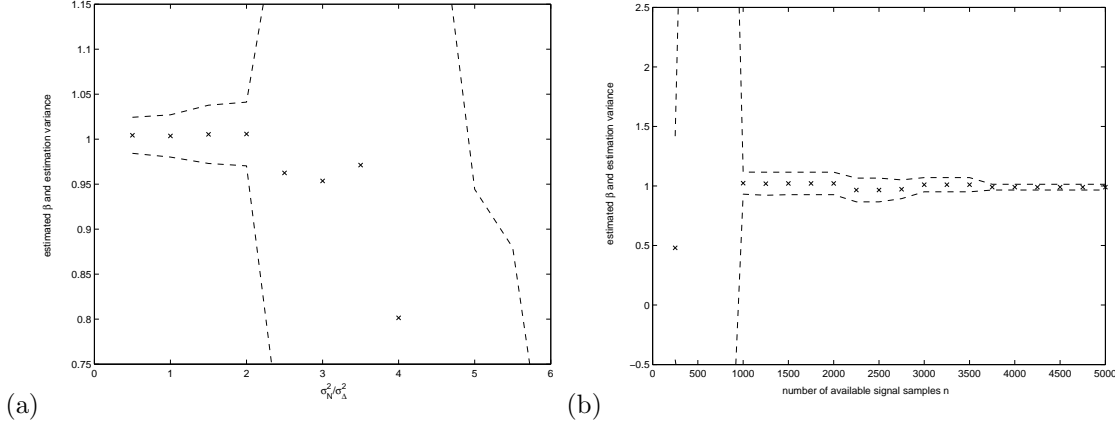 1.15
1.1
1.05
1
0.95
0.9
0.85
0.8
0.75
0 1 2 3 4 5 6
estimated β and estimation variance
σ²_N/σ²_Δ
(a)
2.5
2
1.5
1
0.5
0
−0.5
0 500 1000 1500 2000 2500 3000 3500 4000 4500 5000
estimated β and estimation variance
number of available signal samples n
(b)